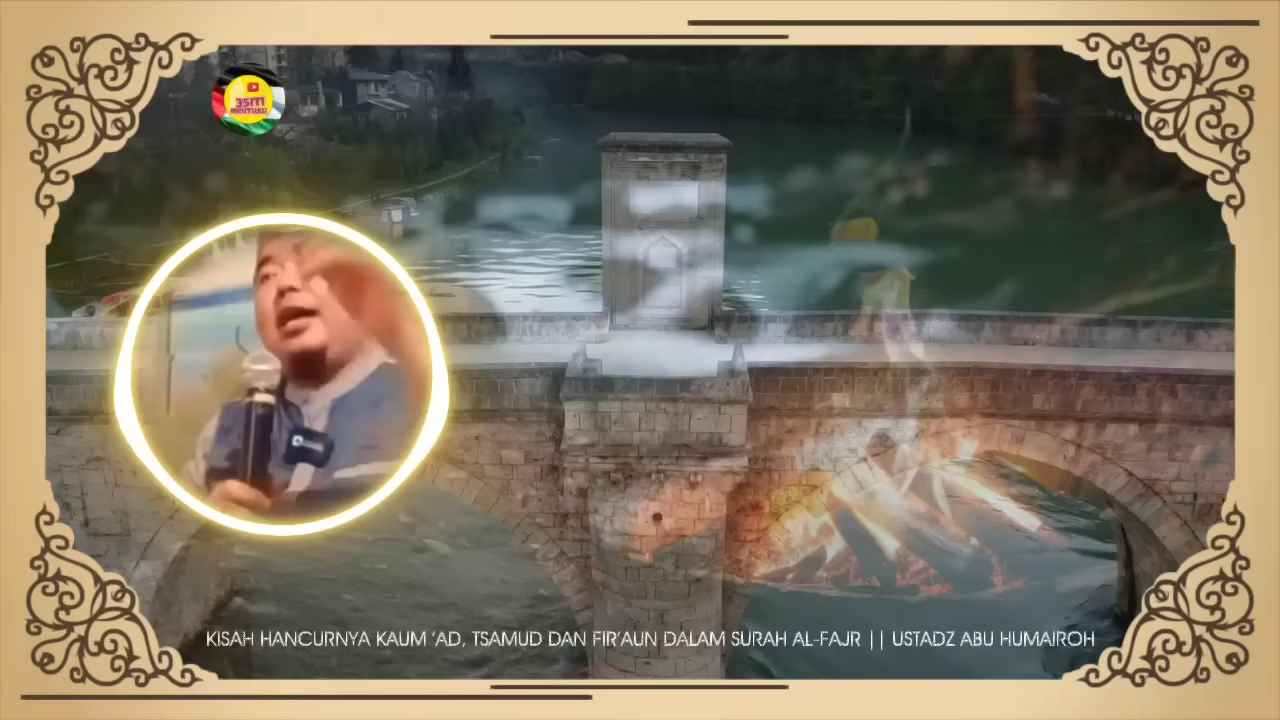 KISAH HANCURNYA KAUM 'AD, TSAMUD DAN FIR'AUN DALAM SURAH AL-FAJR || USTADZ ABU HUMAIROH